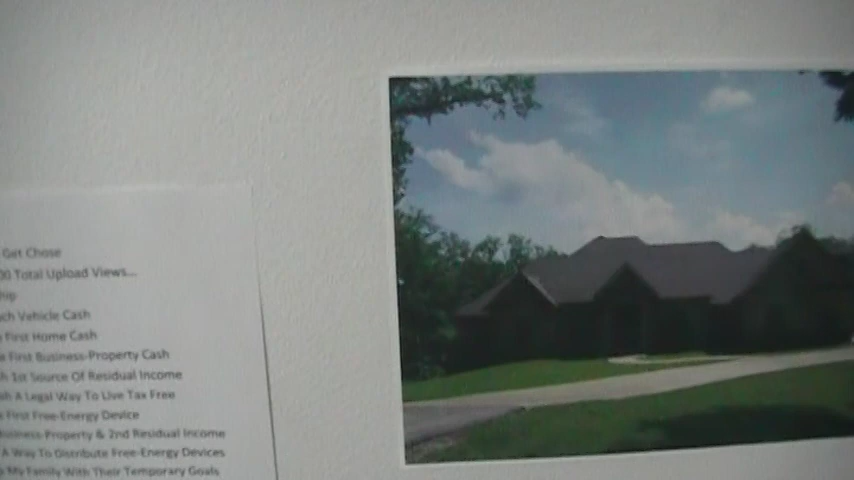 Get Chose
00 Total Upload Views...
hip
ch Vehicle Cash
First Home Cash
First Business-Property Cash
h 1st Source Of Residual Income
h A Legal Way To Live Tax Free
First Free-Energy Device
Business-Property & 2nd Residual Income
A Way To Distribute Free-Energy Devices
My Family With Their Temporary Goals